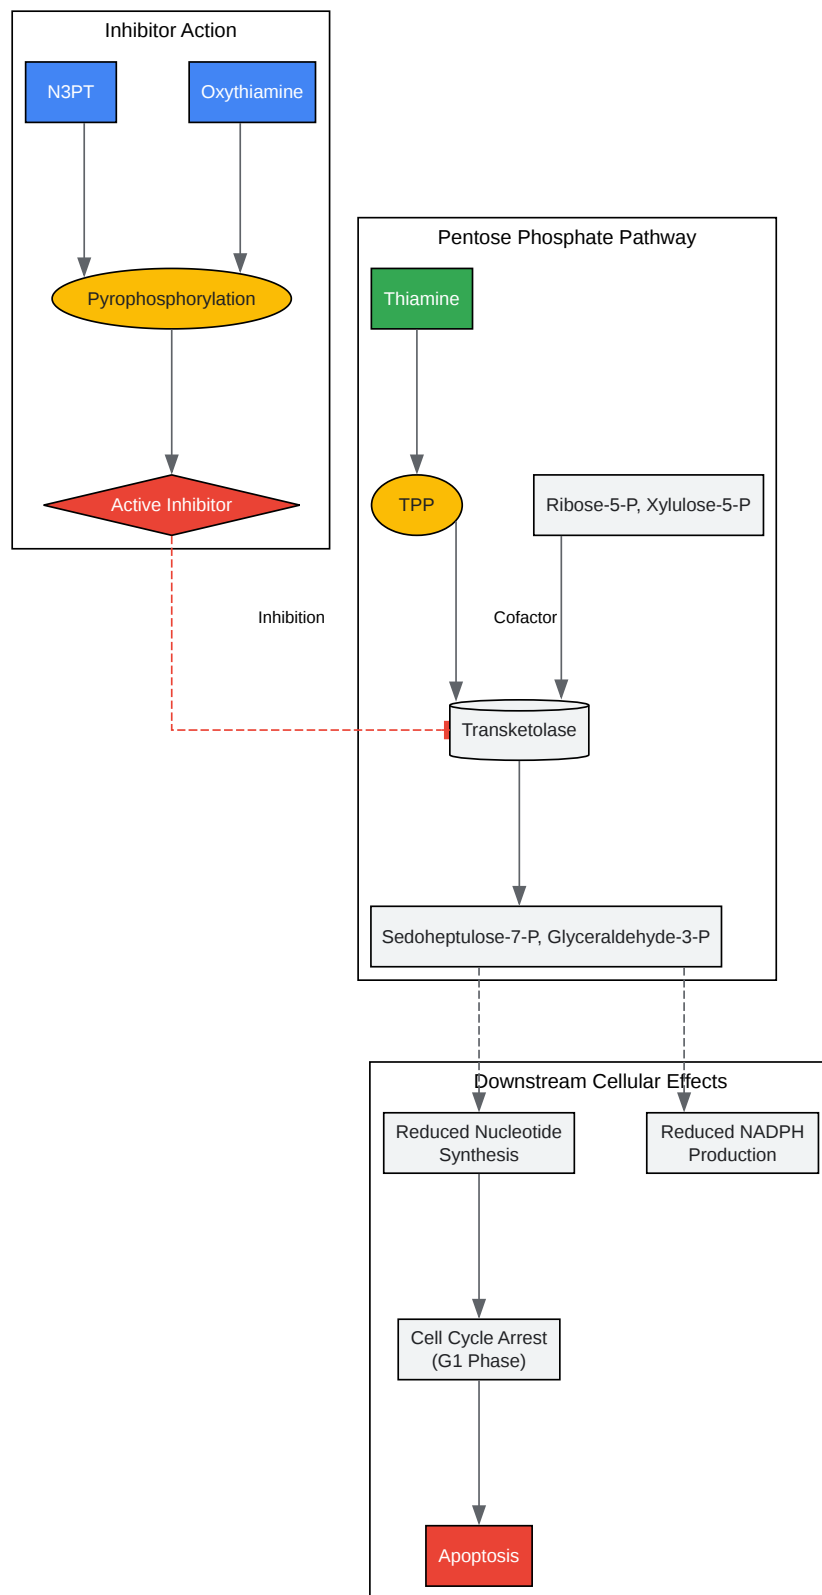 Inhibitor Action
N3PT
Oxythiamine
Pyrophosphorylation
Active Inhibitor
Inhibition
Pentose Phosphate Pathway
Thiamine
TPP
Ribose-5-P, Xylulose-5-P
Cofactor
Transketolase
Sedoheptulose-7-P, Glyceraldehyde-3-P
Downstream Cellular Effects
Reduced Nucleotide
Synthesis
Reduced NADPH
Production
Cell Cycle Arrest
(G1 Phase)
Apoptosis